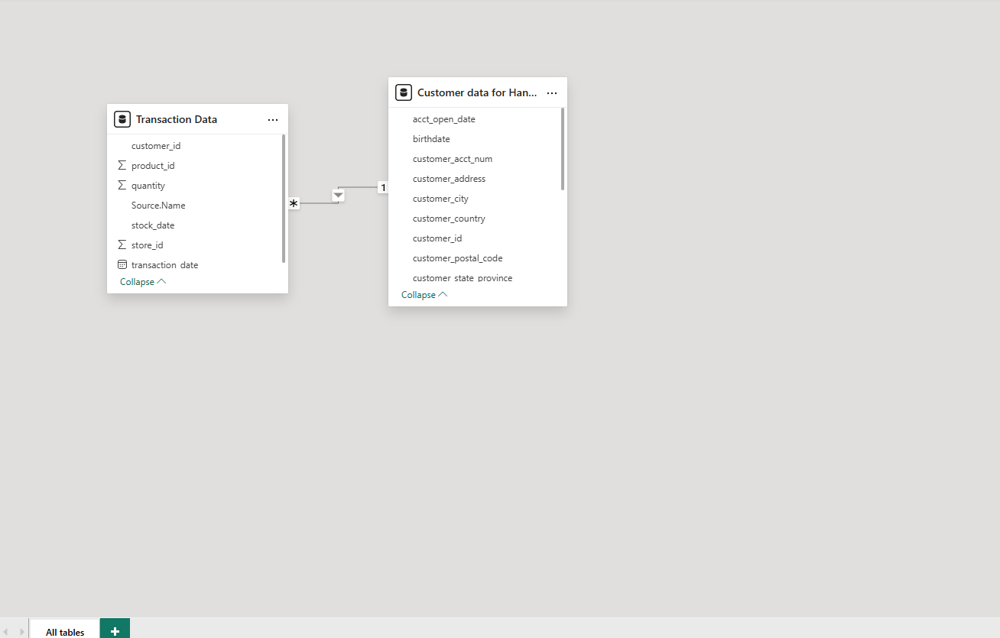 Transaction Data ...
customer_id
∑ product_id
∑ quantity
Source.Name
stock_date
∑ store_id
transaction_date
Collapse
*
1
Customer data for Han... ...
acct_open_date
birthdate
customer_acct_num
customer_address
customer_city
customer_country
customer_id
customer_postal_code
customer_state_province
Collapse
All tables
+